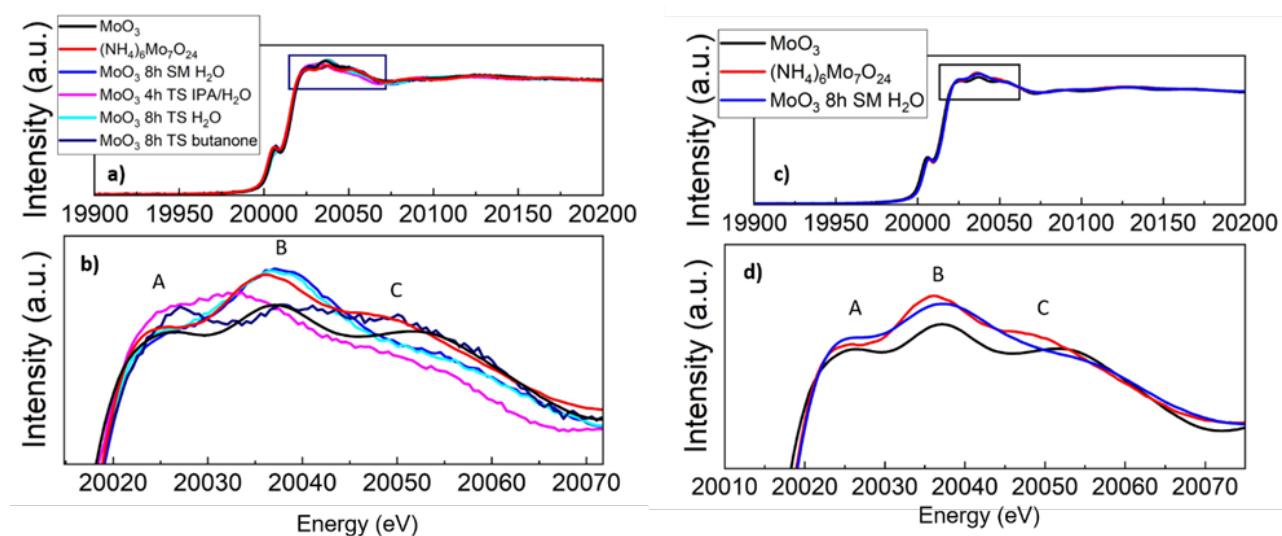 MoO₃
(NH₄)₆Mo₇O₂₄
MoO₃ 8h SM H₂O
MoO₃ 4h TS IPA/H₂O
MoO₃ 8h TS H₂O
MoO₃ 8h TS butanone
a)
Intensity (a.u.)
19900 19950 20000 20050 20100 20150 20200
b)
A
B
C
Intensity (a.u.)
20020 20030 20040 20050 20060 20070
Energy (eV)
MoO₃
(NH₄)₆Mo₇O₂₄
MoO₃ 8h SM H₂O
c)
Intensity (a.u.)
19900 19950 20000 20050 20100 20150 20200
d)
A
B
C
Intensity (a.u.)
20010 20020 20030 20040 20050 20060 20070
Energy (eV)